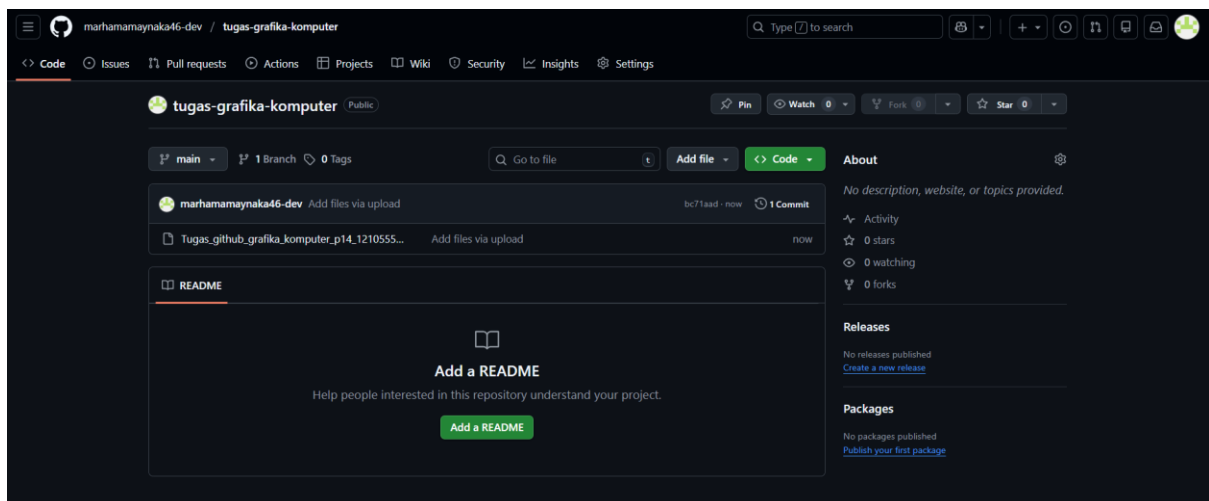 marhamamaynaka46-dev / tugas-grafika-komputer Type / to search
Code Issues Pull requests Actions Projects Wiki Security Insights Settings
tugas-grafika-komputer Public Pin Watch 0 Fork 0 Star 0
main 1 Branch 0 Tags Go to file t Add file Code
marhamamaynaka46-dev Add files via upload bc71aad · now 1 Commit
Tugas_github_grafika_komputer_p14_1210555... Add files via upload now
README
Add a README
Help people interested in this repository understand your project.
Add a README
About
No description, website, or topics provided.
Activity
0 stars
0 watching
0 forks
Releases
No releases published
Create a new release
Packages
No packages published
Publish your first package